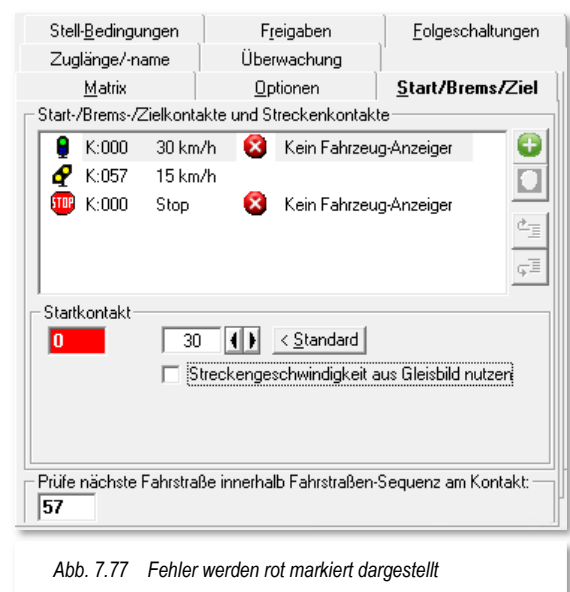 Stell-Bedingungen Freigaben Folgeschaltungen
Zuglänge/-name Überwachung
Matrix Optionen Start/Brems/Ziel
Start-/Brems-/Zielkontakte und Streckenkontakte
K:000 30 km/h Kein Fahrzeug-Anzeiger
K:057 15 km/h
STOP K:000 Stop Kein Fahrzeug-Anzeiger
Startkontakt
0 30 < Standard
Streckengeschwindigkeit aus Gleisbild nutzen
Prüfe nächste Fahrstraße innerhalb Fahrstraßen-Sequenz am Kontakt:
57
Abb. 7.77 Fehler werden rot markiert dargestellt